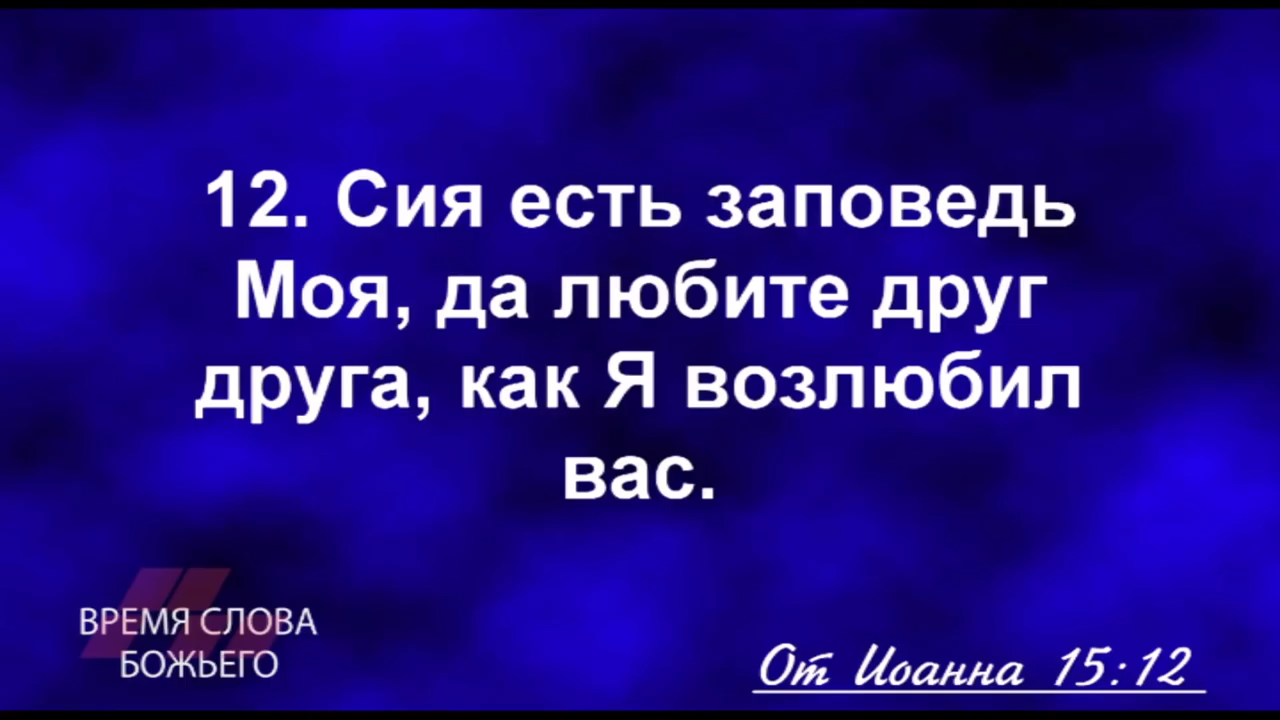 12. Сия есть заповедь
Моя, да любите друг
друга, как Я возлюбил
вас.
ВРЕМЯ СЛОВА
БОЖЬЕГО
От Иоанна 15:12